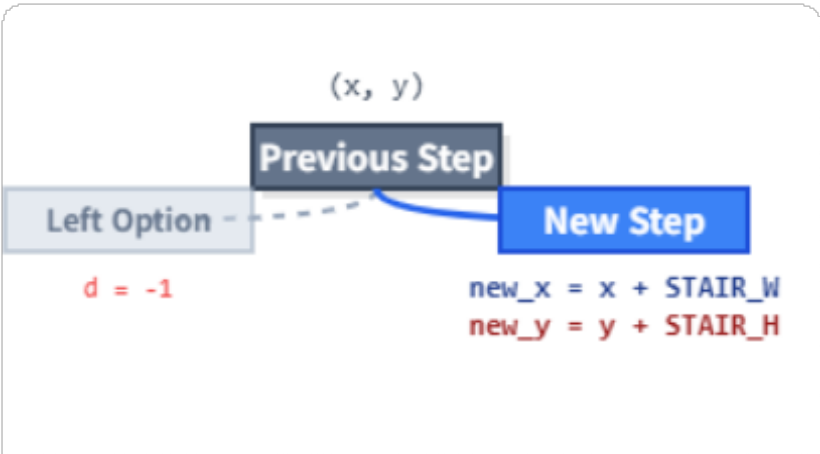 (x, y)
Previous Step
Left Option
New Step
d = -1
new_x = x + STAIR_W
new_y = y + STAIR_H